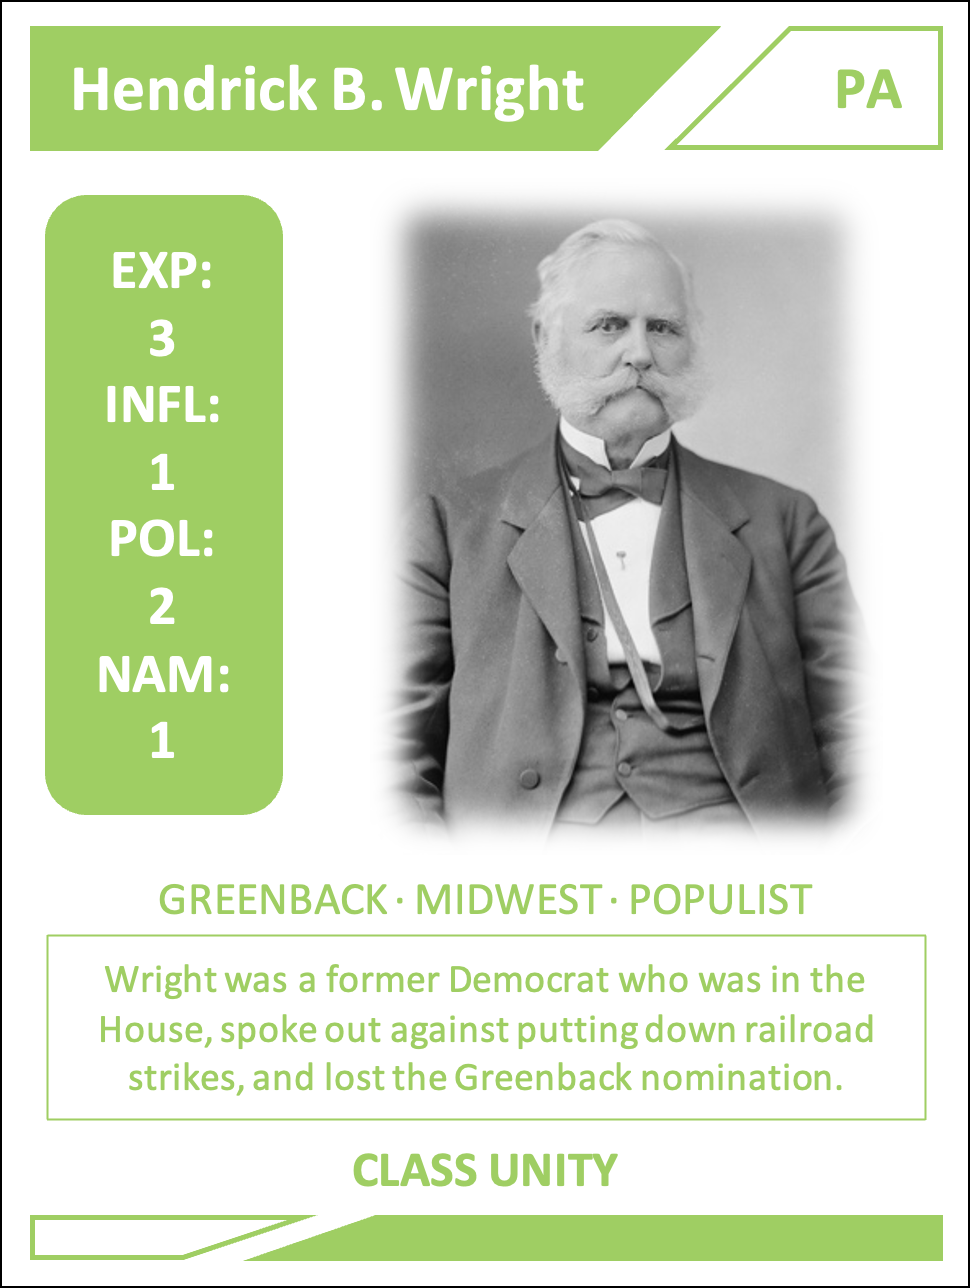 Hendrick B. Wright
PA
EXP:
3
INFL:
1
POL:
2
NAM:
1
GREENBACK · MIDWEST · POPULIST
Wright was a former Democrat who was in the
House, spoke out against putting down railroad
strikes, and lost the Greenback nomination.
CLASS UNITY